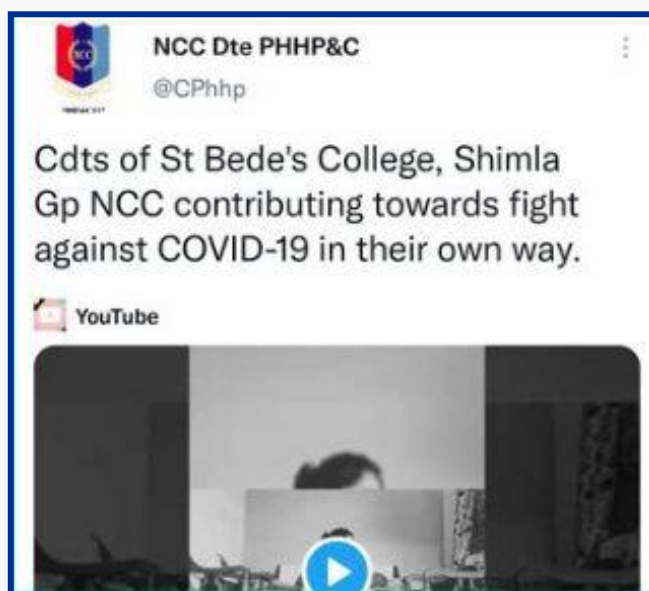 NCC
NCC Dte PHHP&C
@CPhhp
Cdts of St Bede's College, Shimla
Gp NCC contributing towards fight
against COVID-19 in their own way.
YouTube